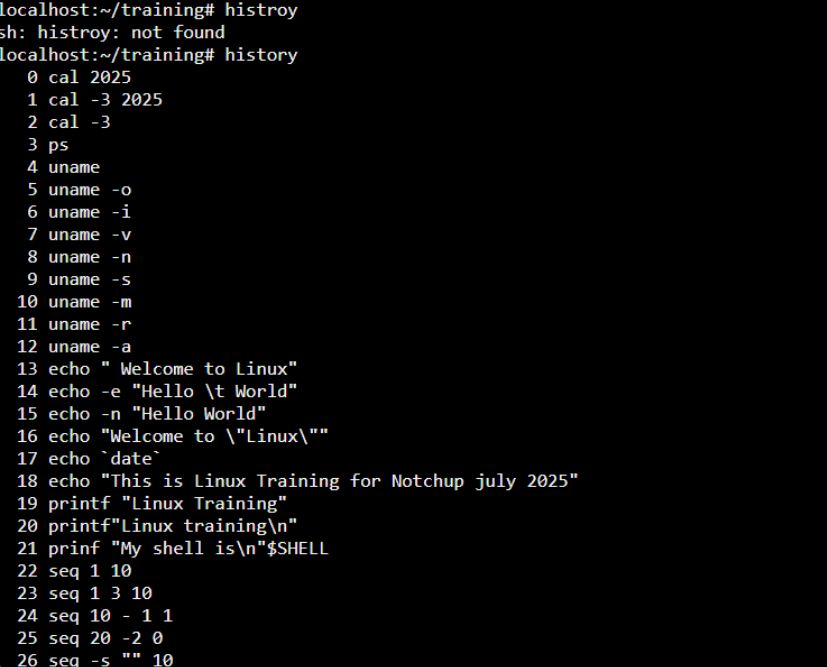 localhost:~/training# histroy
sh: histroy: not found
localhost:~/training# history
0 cal 2025
1 cal -3 2025
2 cal -3
3 ps
4 uname
5 uname -o
6 uname -i
7 uname -v
8 uname -n
9 uname -s
10 uname -m
11 uname -r
12 uname -a
13 echo " Welcome to Linux"
14 echo -e "Hello \t World"
15 echo -n "Hello World"
16 echo "Welcome to \"Linux\""
17 echo `date`
18 echo "This is Linux Training for Notchup july 2025"
19 printf "Linux Training"
20 printf"Linux training\n"
21 prinf "My shell is\n"$SHELL
22 seq 1 10
23 seq 1 3 10
24 seq 10 - 1 1
25 seq 20 -2 0
26 seq -s "" 10